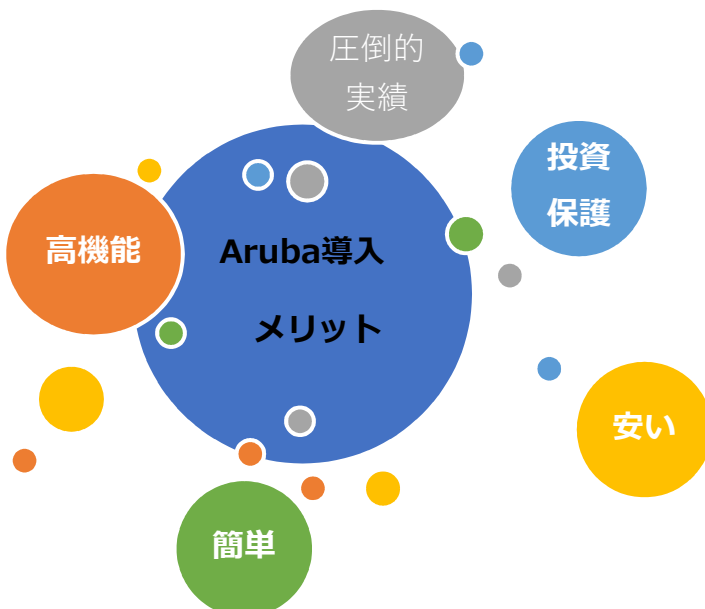 圧倒的
実績
投資
保護
高機能
Aruba導入
メリット
安い
簡単